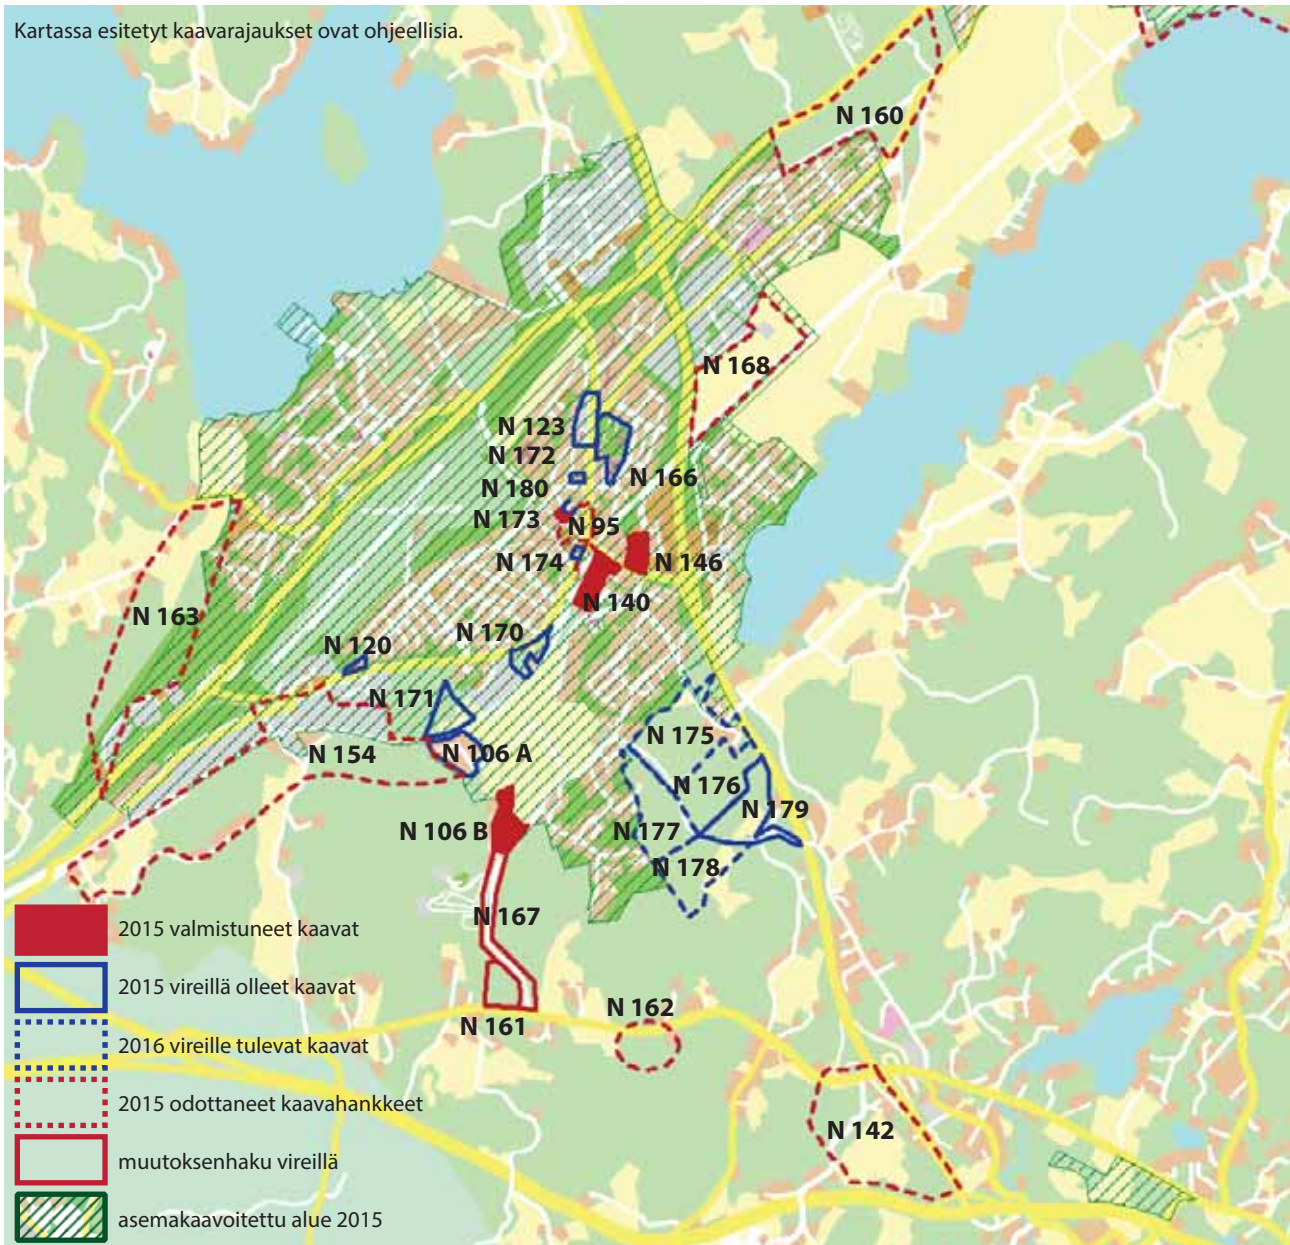 Kartassa esitetyt kaavarajaukset ovat ohjeellisia.
N 160
N 168
N 123
N 172
N 166
N 180
N 173
N 95
N 174
N 146
N 140
N 163
N 170
N 120
N 171
N 175
N 154
N 106 A
N 176
N 179
N 106 B
N 177
N 178
N 167
N 162
N 161
N 142
2015 valmistuneet kaavat
2015 vireillä olleet kaavat
2016 vireille tulevat kaavat
2015 odottaneet kaavahankkeet
muutoksenhaku vireillä
asemakaavoitettu alue 2015